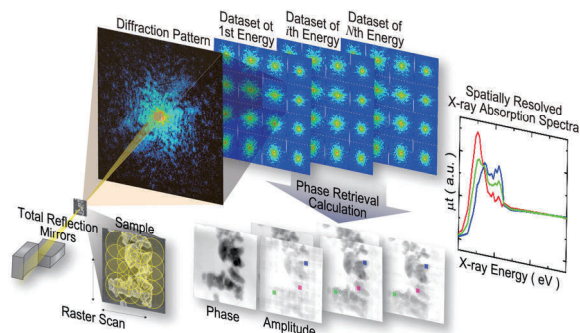 Diffraction Pattern
Dataset of
1st Energy
Dataset of
ith Energy
Dataset of
Nth Energy
Spatially Resolved
X-ray Absorption Spectra
μt ( a.u. )
X-ray Energy ( eV )
Phase Retrieval
Calculation
Total Reflection
Mirrors
Sample
Raster Scan
Phase
Amplitude